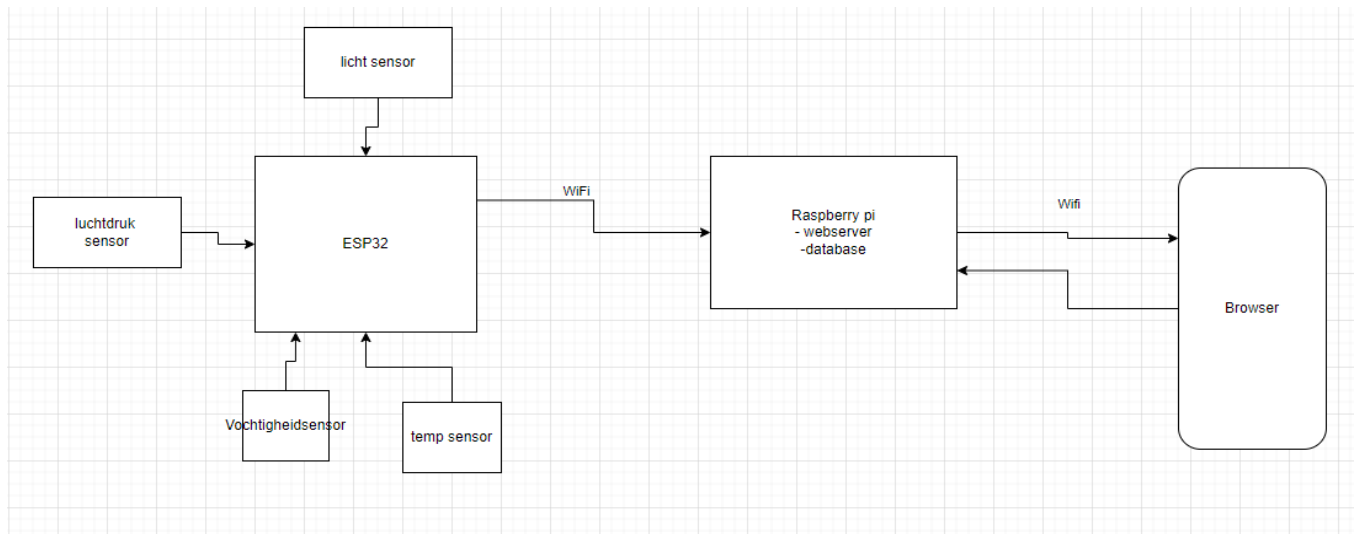 licht sensor
luchtdruk
sensor
ESP32
WiFi
Raspberry pi
- webserver
-database
Wifi
Browser
Vochtigheidsensor
temp sensor